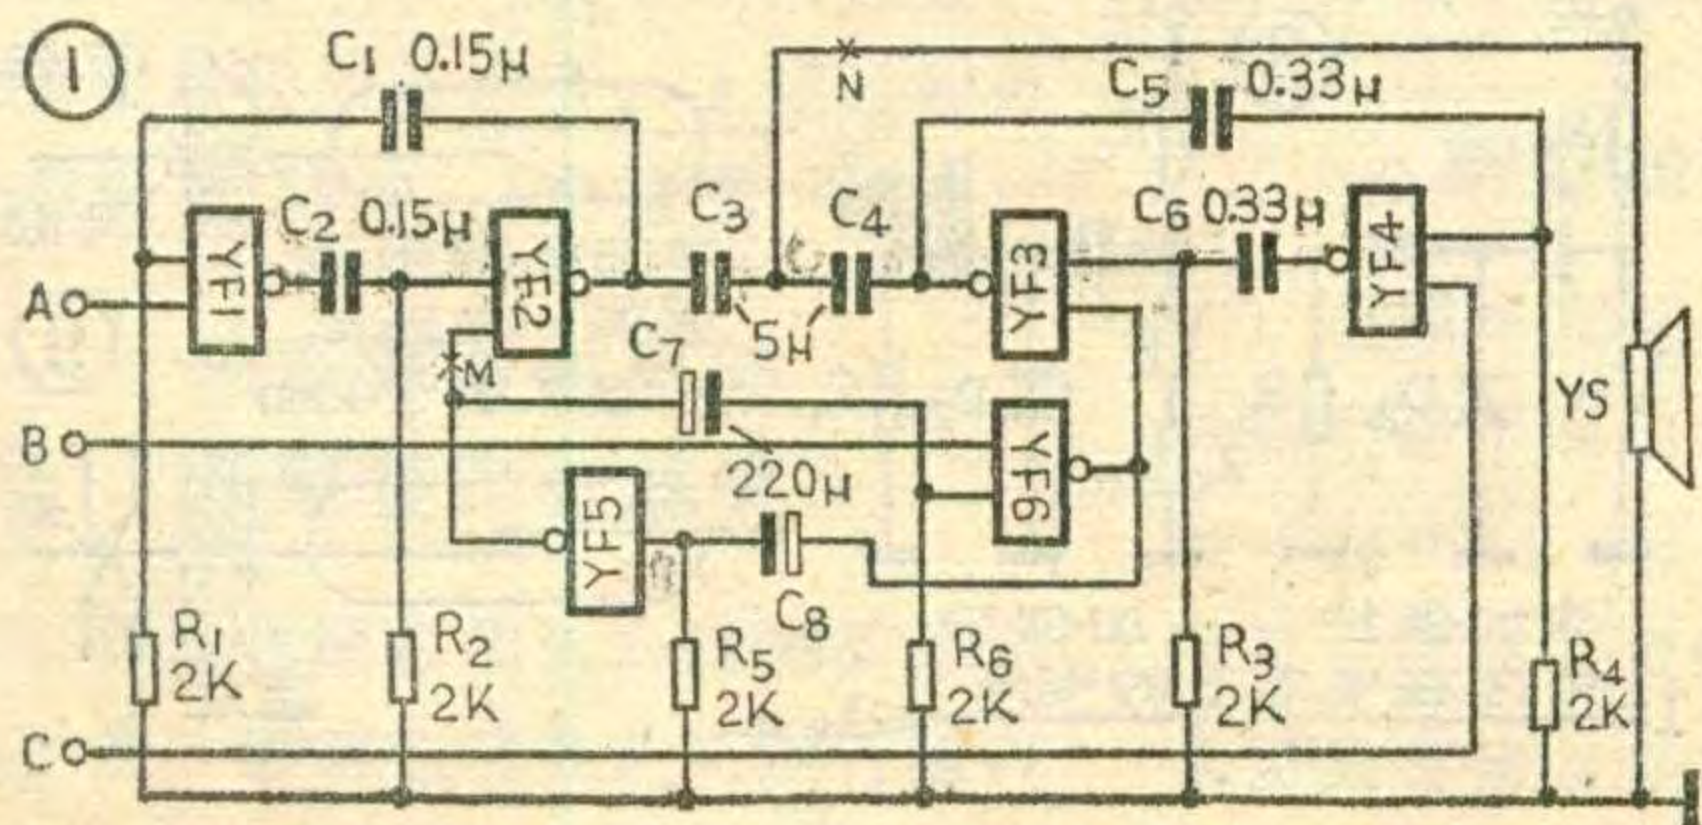 1
C1 0.15μ
N
C5 0.33μ
C2 0.15μ
C3
C4
C6 0.33μ
YF1
YF2
YF3
YF4
A
5μ
C7
M
YS
B
YF6
220μ
YF5
C8
R1 2K
R2 2K
R5 2K
R6 2K
R3 2K
R4 2K
C